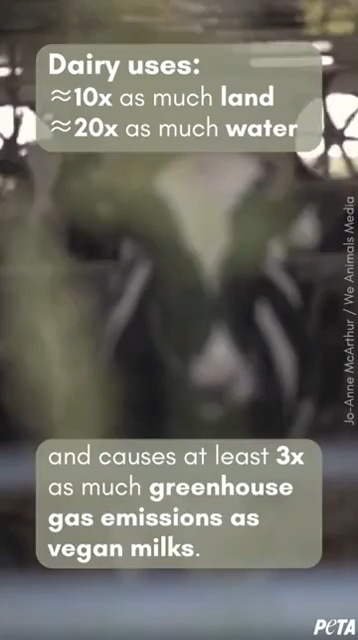 Dairy uses:
≈10x as much land
≈20x as much water
Jo-Anne McArthur / We Animals Media
and causes at least 3x
as much greenhouse
gas emissions as
vegan milks.
PETA